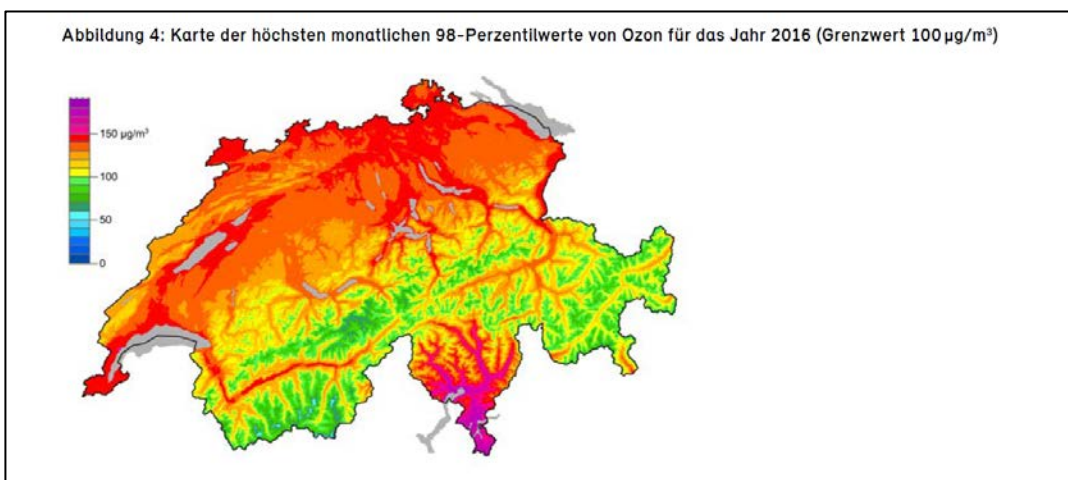 Abbildung 4: Karte der höchsten monatlichen 98-Perzentilwerte von Ozon für das Jahr 2016 (Grenzwert 100 µg/m³)
150 µg/m³
100
50
0